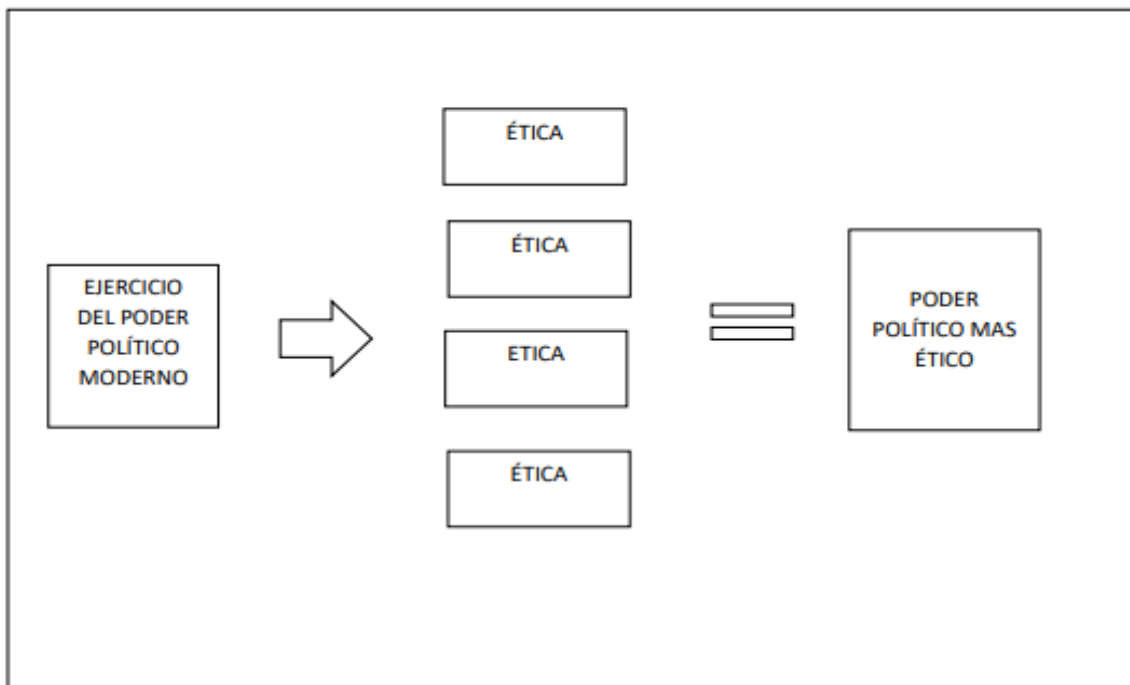 EJERCICIO
DEL PODER
POLÍTICO
MODERNO
ÉTICA
ÉTICA
ETICA
ÉTICA
PODER
POLÍTICO MAS
ÉTICO